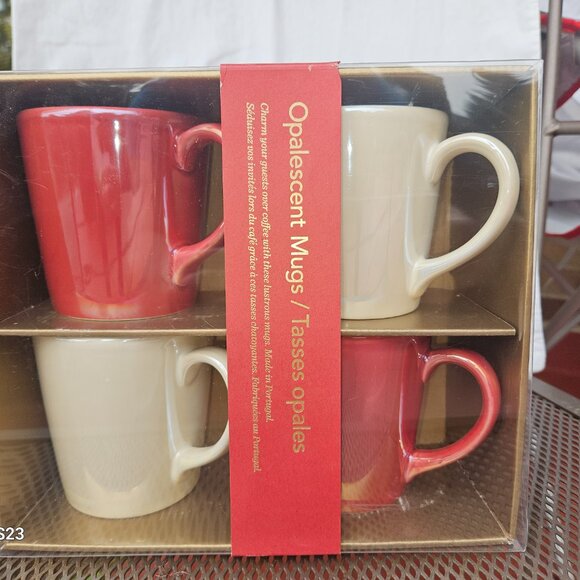 Opalescent Mugs / Tasses opales
Charm your guests over coffee with these lustrous mugs. Made in Portugal.
Séduisez vos invités lors du café grâce à ces tasses chatoyantes. Fabriquées au Portugal.
S23